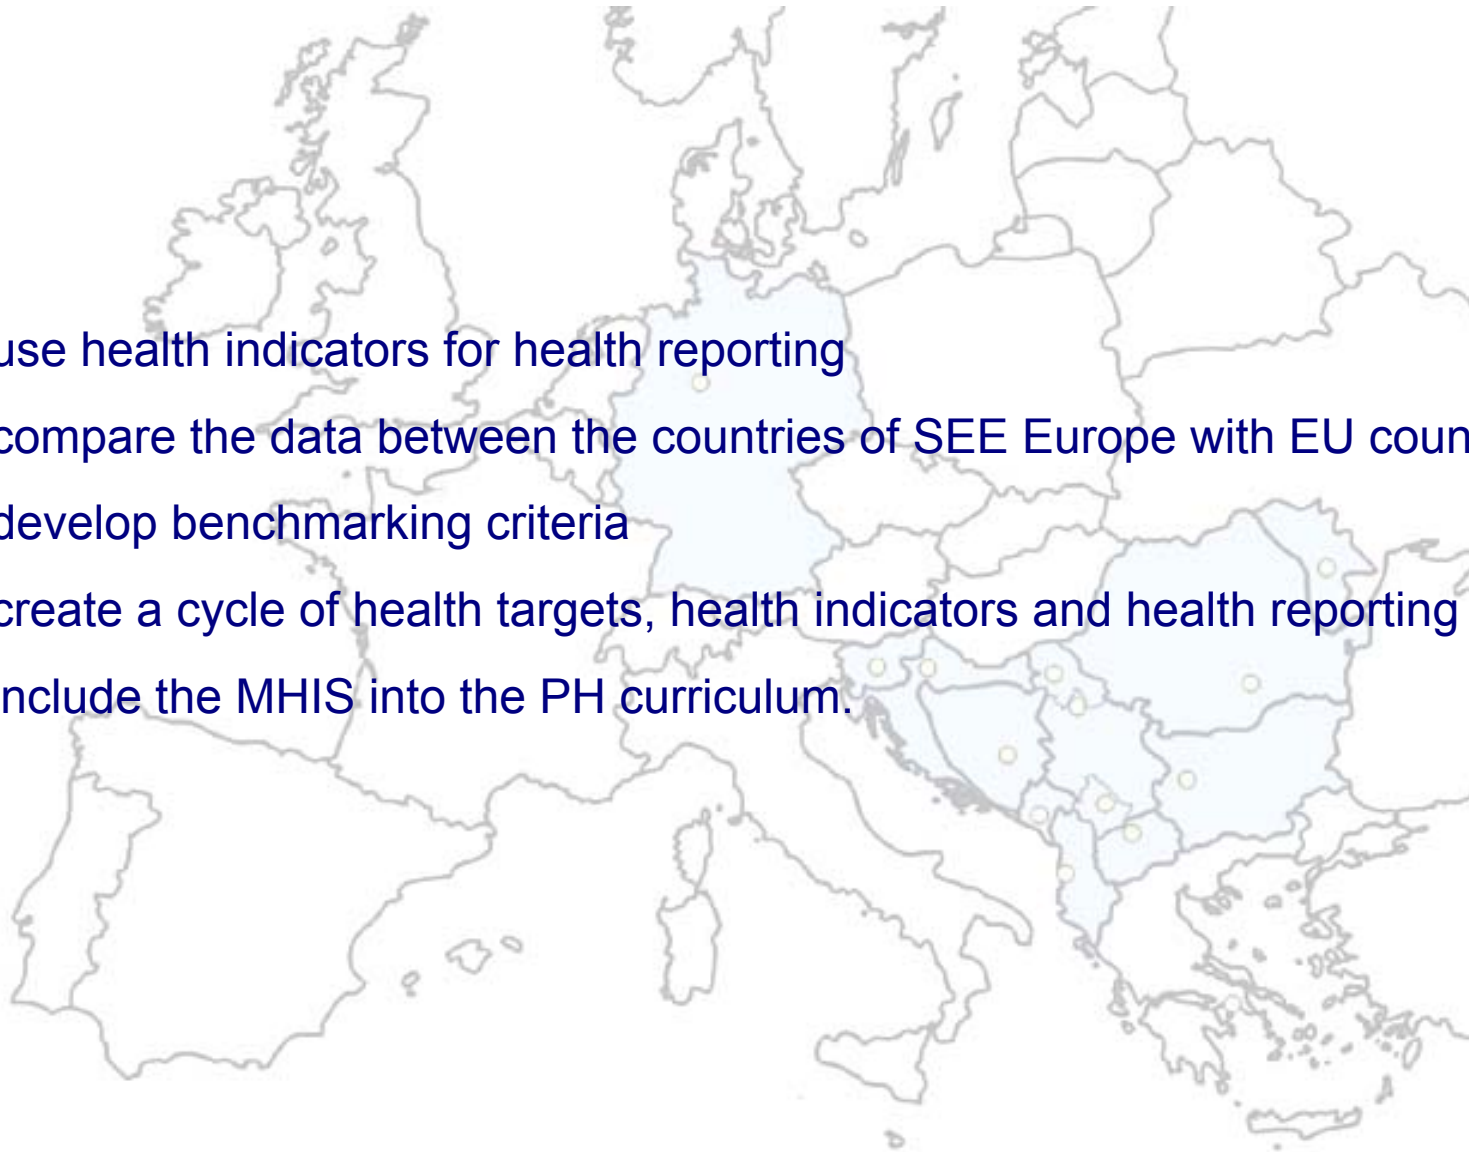 use health indicators for health reporting
compare the data between the countries of SEE Europe with EU coun
develop benchmarking criteria
create a cycle of health targets, health indicators and health reporting
include the MHIS into the PH curriculum.